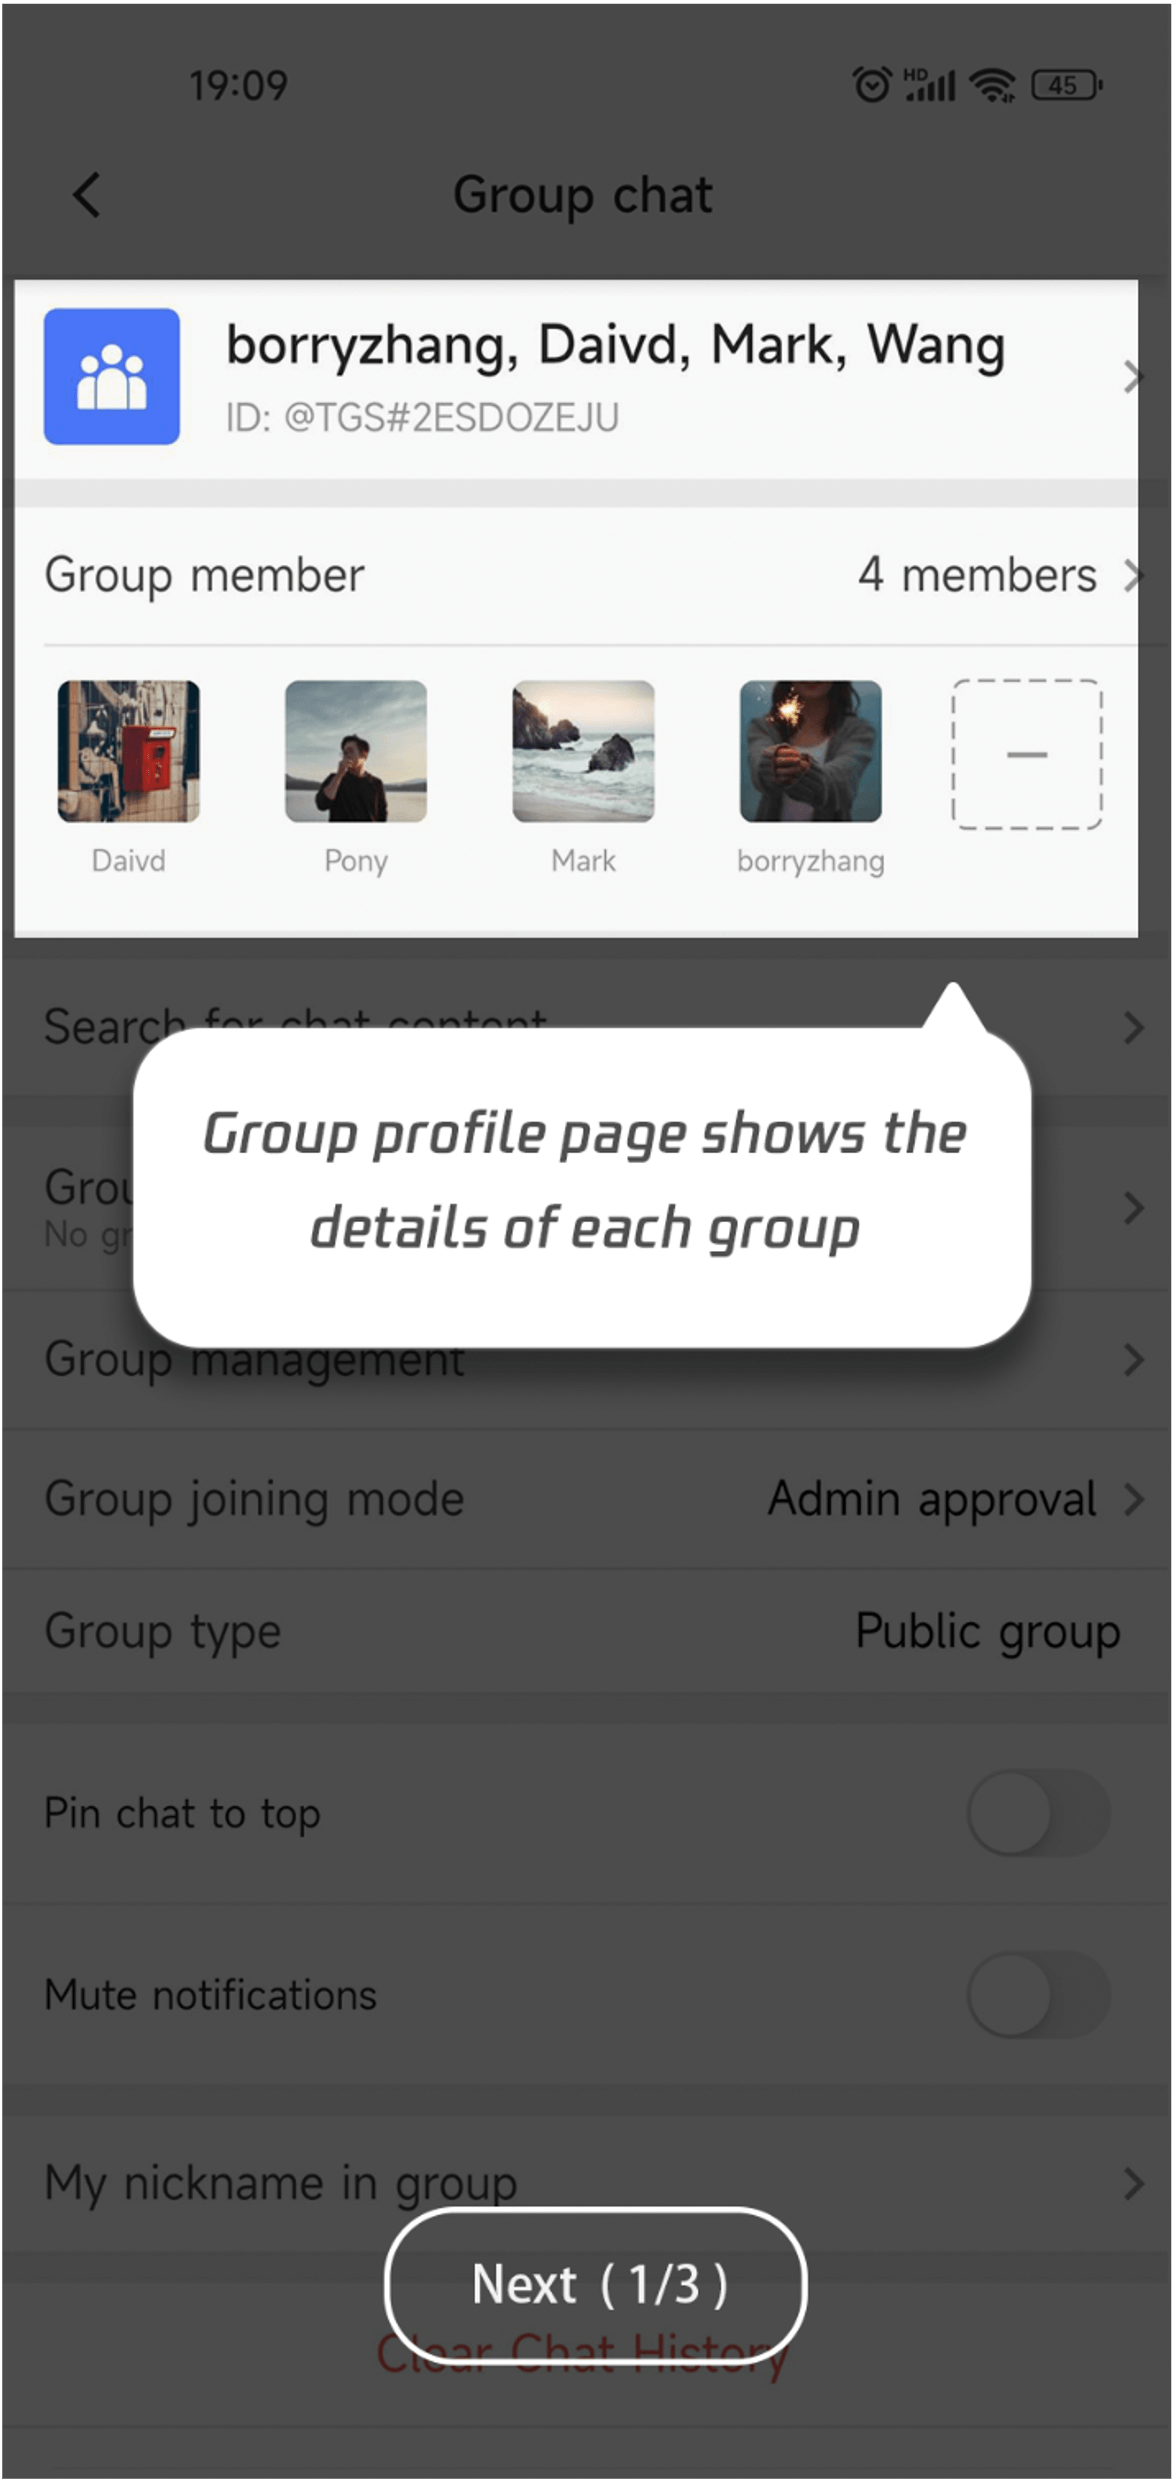 19:09
HD
45
Group chat
borryzhang, Daivd, Mark, Wang
ID: @TGS#2ESDOZEJU
Group member
4 members
Daivd
Pony
Mark
borryzhang
Search for chat content
Group profile page shows the
details of each group
No
Group management
Group joining mode
Admin approval
Group type
Public group
Pin chat to top
Mute notifications
My nickname in group
Next ( 1/3 )
Clear Chat History